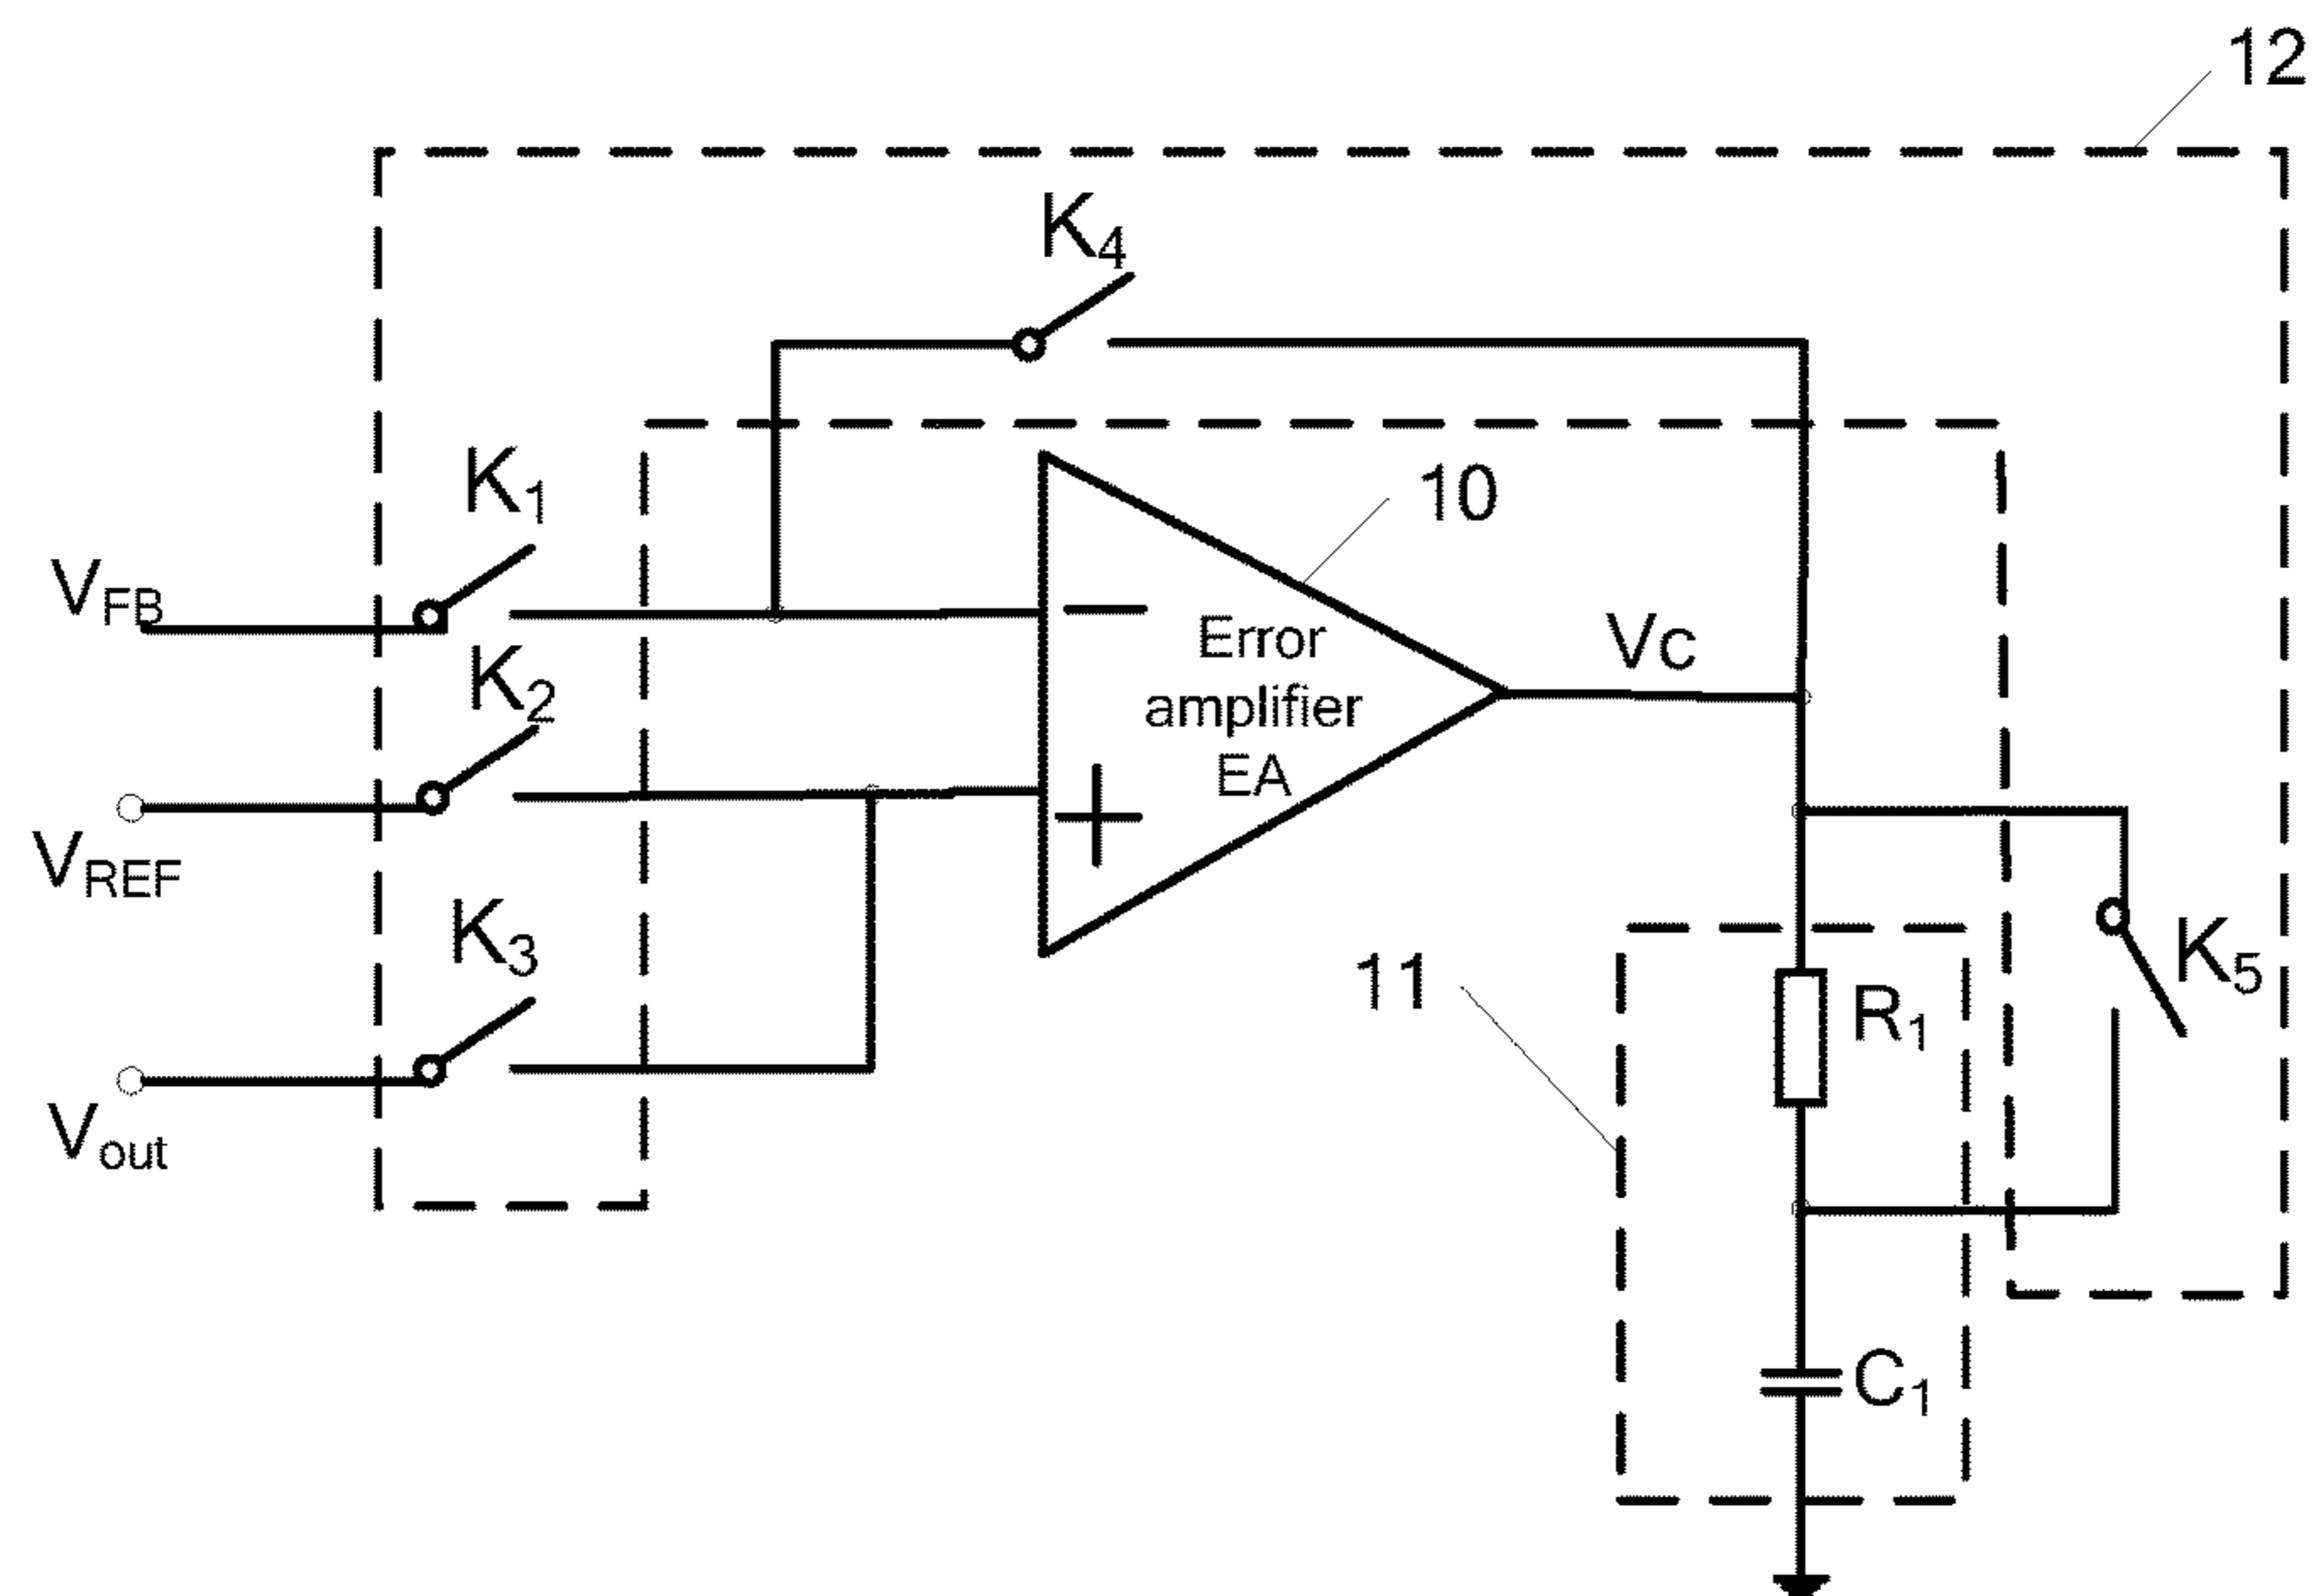 12
K4
K1
10
VFB
Error
amplifier
EA
Vc
K2
VREF
K3
11
R1
K5
Vout
C1